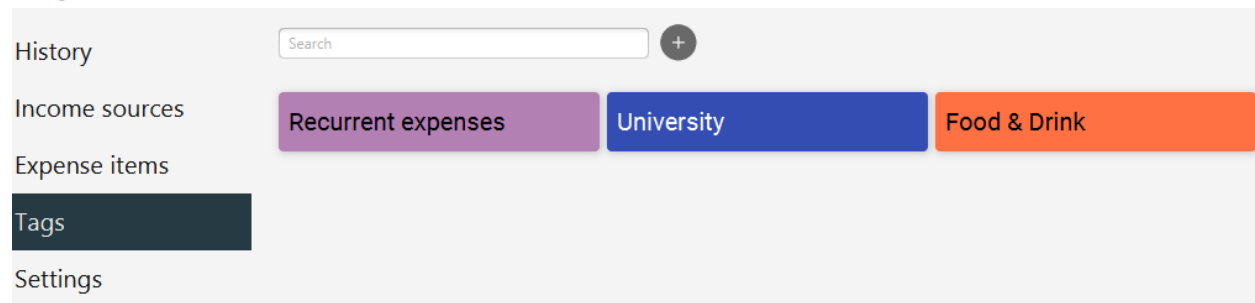 History
Income sources
Expense items
Tags
Settings
Search
+
Recurrent expenses
University
Food & Drink